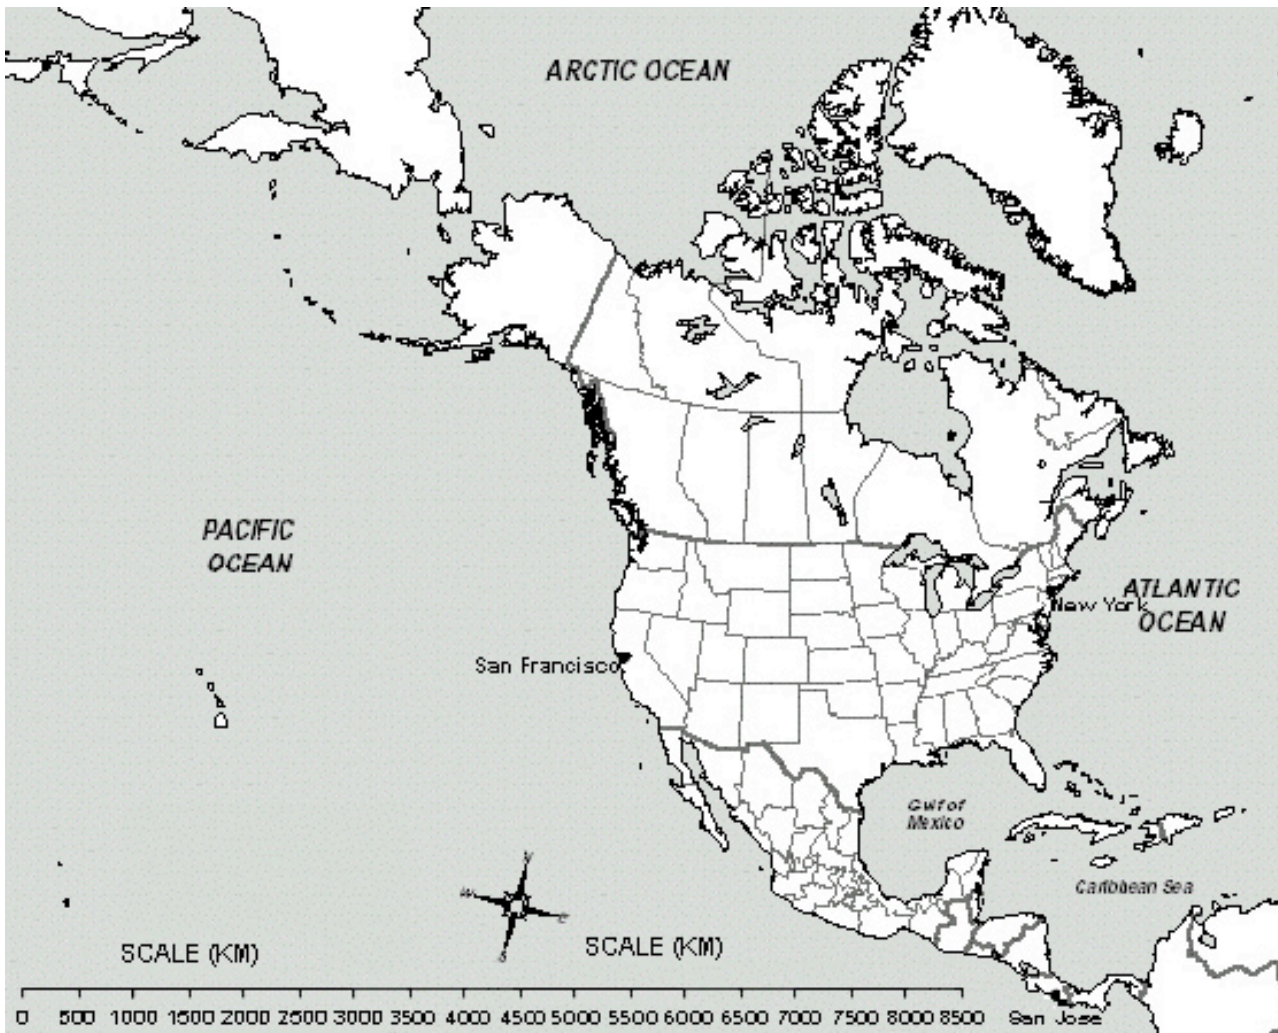 ARCTIC OCEAN
PACIFIC
OCEAN
ATLANTIC
OCEAN
New York
San Francisco
Gulf of
Mexico
Caribbean Sea
N
W
E
S
SCALE (KM)
SCALE (KM)
0 500 1000 1500 2000 2500 3000 3500 4000 4500 5000 5500 6000 6500 7000 7500 8000 8500
San Jose